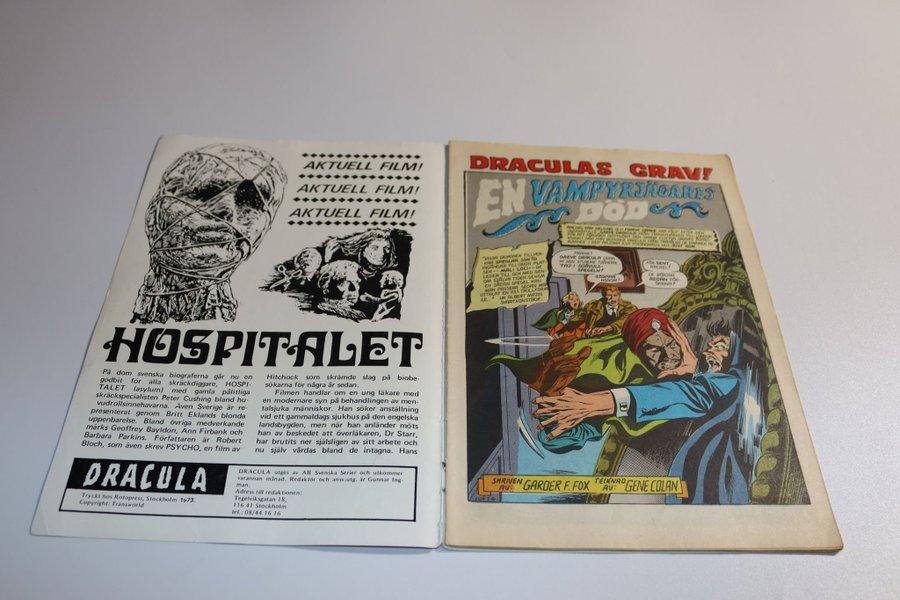 AKTUELL FILM!
AKTUELL FILM!
AKTUELL FILM!
HOSPITALET
På dom svenska biograferna går nu en
godbit för alla skräckdiggare, HOSPI-
TALET (asylum) med gamla pålitliga
skräckspecialisten Peter Cushing bland hu-
vudrollsinnehavarna. Även Sverige är re-
presenterat genom Britt Eklands blonda
uppenbarelse. Bland övriga medverkande
märks Geoffrey Bayldon, Ann Firbank och
Barbara Parkins. Författaren är Robert
Bloch, som även skrev PSYCHO, en film av
Hitchock som skrämde slag på biobe-
sökarna för några år sedan.
Filmen handlar om en ung läkare med
en modernare syn på behandlingen av men-
talsjuka människor. Han söker anställning
vid ett gammaldags sjukhus på den engelska
landsbygden, men när han anländer möts
han av beskedet att överläkaren, Dr Starr,
har brutits ner själsligen av sitt arbete och
nu själv vårdas bland de intagna. Hans
DRACULA
Tryckt hos Rotopress, Stockholm 1973.
Copyright: Transworld
DRACULA utges av AB Svenska Serier och utkommer
varannan månad. Redaktör och ansv.utg. är Gunnar Ing-
man.
Adress till redaktionen:
Tegelviksgatan 18,
116 41 Stockholm
tel.: 08/44 16 16
DRACULAS GRAV!
EN VAMPYRJÄGARES
DÖD
GREVE DRACULA
STOPPA
HONOM!
FÖR SENT,
RACHEL!
SKRIVEN
AV: GARDER F. FOX
TECKNAD
AV: GENE COLAN